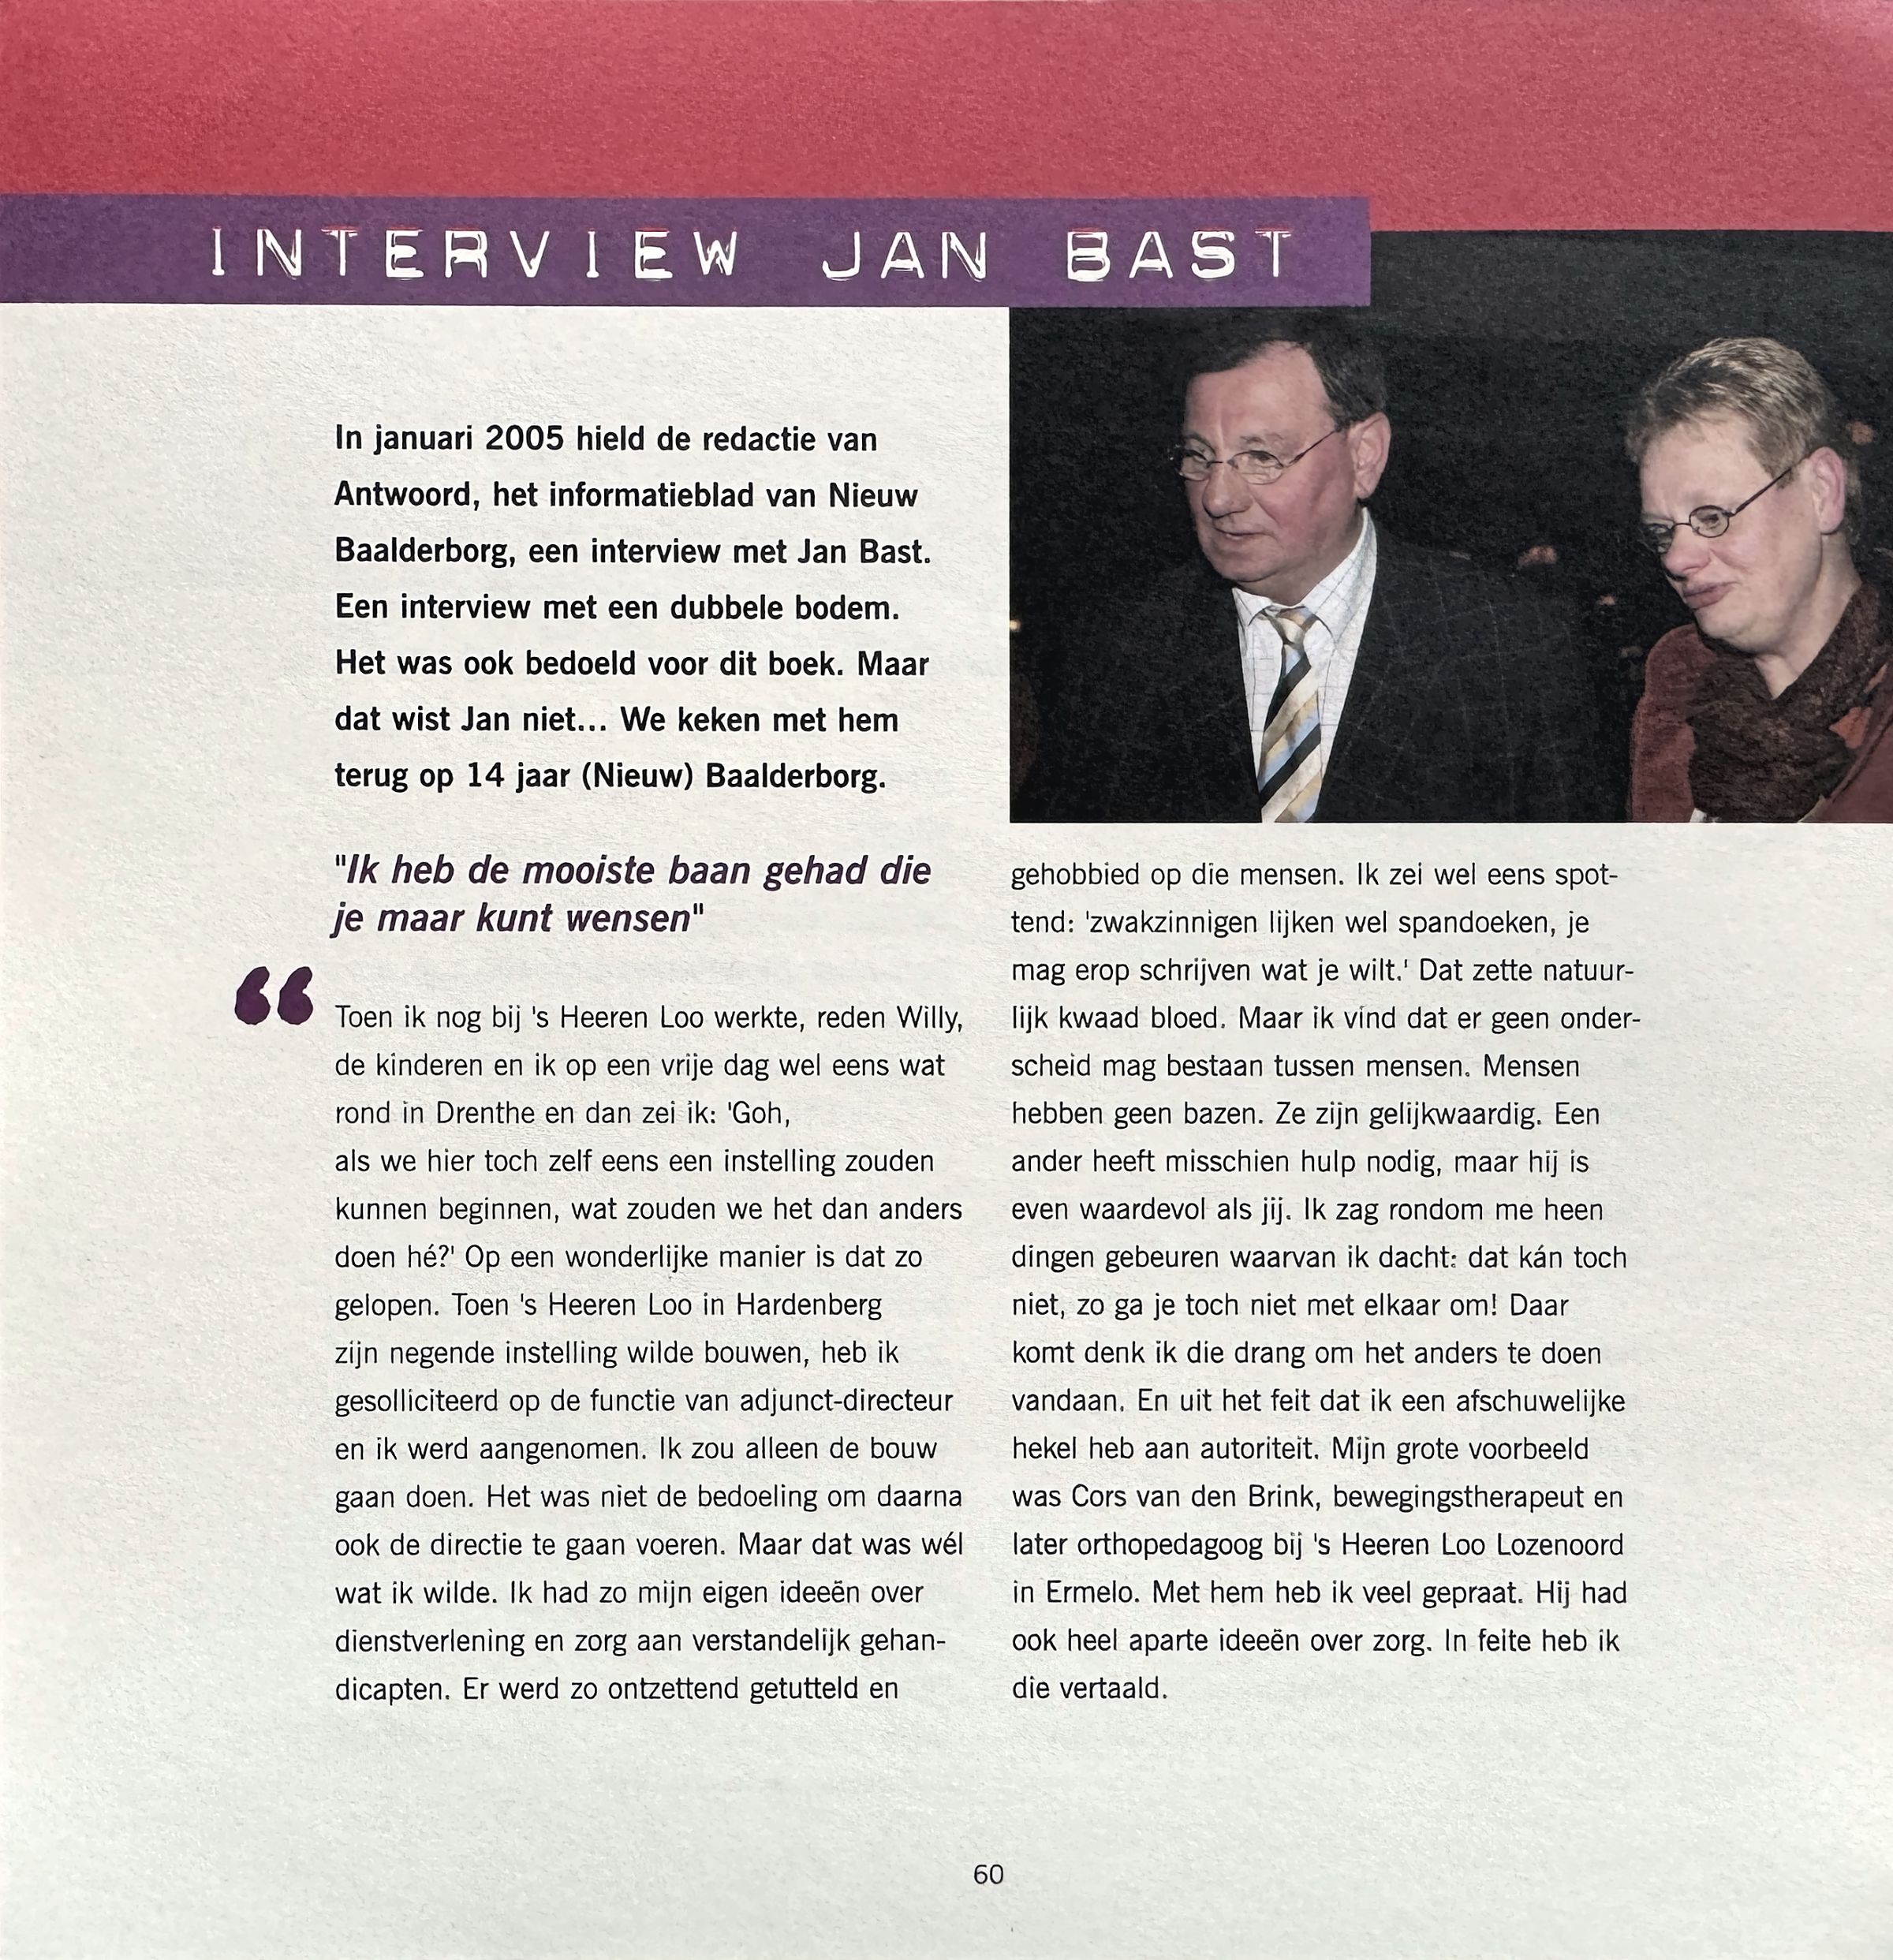 INTERVIEW JAN BAST
In januari 2005 hield de redactie van
Antwoord, het informatieblad van Nieuw
Baalderborg, een interview met Jan Bast.
Een interview met een dubbele bodem.
Het was ook bedoeld voor dit boek. Maar
dat wist Jan niet... We keken met hem
terug op 14 jaar (Nieuw) Baalderborg.
"Ik heb de mooiste baan gehad die
je maar kunt wensen"
“
Toen ik nog bij 's Heeren Loo werkte, reden Willy,
de kinderen en ik op een vrije dag wel eens wat
rond in Drenthe en dan zei ik: 'Goh,
als we hier toch zelf eens een instelling zouden
kunnen beginnen, wat zouden we het dan anders
doen hé?' Op een wonderlijke manier is dat zo
gelopen. Toen 's Heeren Loo in Hardenberg
zijn negende instelling wilde bouwen, heb ik
gesolliciteerd op de functie van adjunct-directeur
en ik werd aangenomen. Ik zou alleen de bouw
gaan doen. Het was niet de bedoeling om daarna
ook de directie te gaan voeren. Maar dat was wél
wat ik wilde. Ik had zo mijn eigen ideeën over
dienstverlening en zorg aan verstandelijk gehan-
dicapten. Er werd zo ontzettend getutteld en
gehobbied op die mensen. Ik zei wel eens spot-
tend: 'zwakzinnigen lijken wel spandoeken, je
mag erop schrijven wat je wilt.' Dat zette natuur-
lijk kwaad bloed. Maar ik vind dat er geen onder-
scheid mag bestaan tussen mensen. Mensen
hebben geen bazen. Ze zijn gelijkwaardig. Een
ander heeft misschien hulp nodig, maar hij is
even waardevol als jij. Ik zag rondom me heen
dingen gebeuren waarvan ik dacht: dat kán toch
niet, zo ga je toch niet met elkaar om! Daar
komt denk ik die drang om het anders te doen
vandaan. En uit het feit dat ik een afschuwelijke
hekel heb aan autoriteit. Mijn grote voorbeeld
was Cors van den Brink, bewegingstherapeut en
later orthopedagoog bij 's Heeren Loo Lozenoord
in Ermelo. Met hem heb ik veel gepraat. Hij had
ook heel aparte ideeën over zorg. In feite heb ik
die vertaald.
60